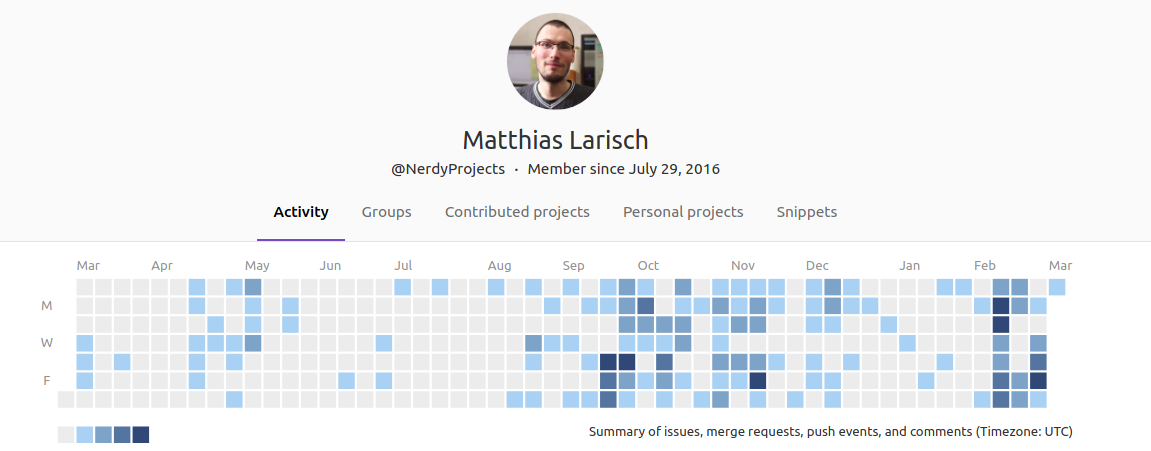 Matthias Larisch
@NerdyProjects · Member since July 29, 2016
Activity Groups Contributed projects Personal projects Snippets
Mar Apr May Jun Jul Aug Sep Oct Nov Dec Jan Feb Mar
M
W
F
Summary of issues, merge requests, push events, and comments (Timezone: UTC)